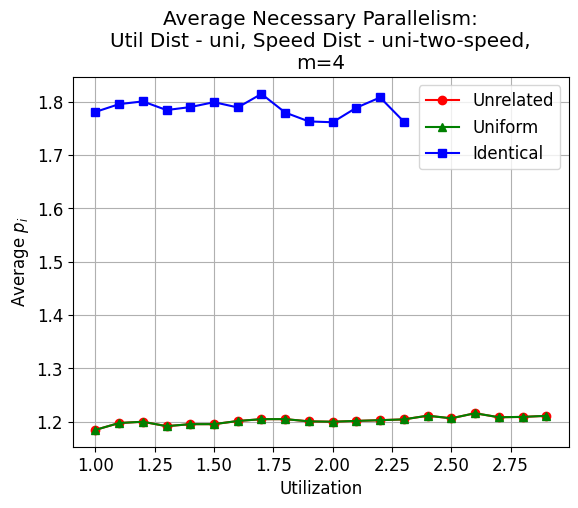 Average Necessary Parallelism:
Util Dist - uni, Speed Dist - uni-two-speed,
m=4
Unrelated
Uniform
Identical
Average p_i
1.8
1.7
1.6
1.5
1.4
1.3
1.2
1.00 1.25 1.50 1.75 2.00 2.25 2.50 2.75
Utilization